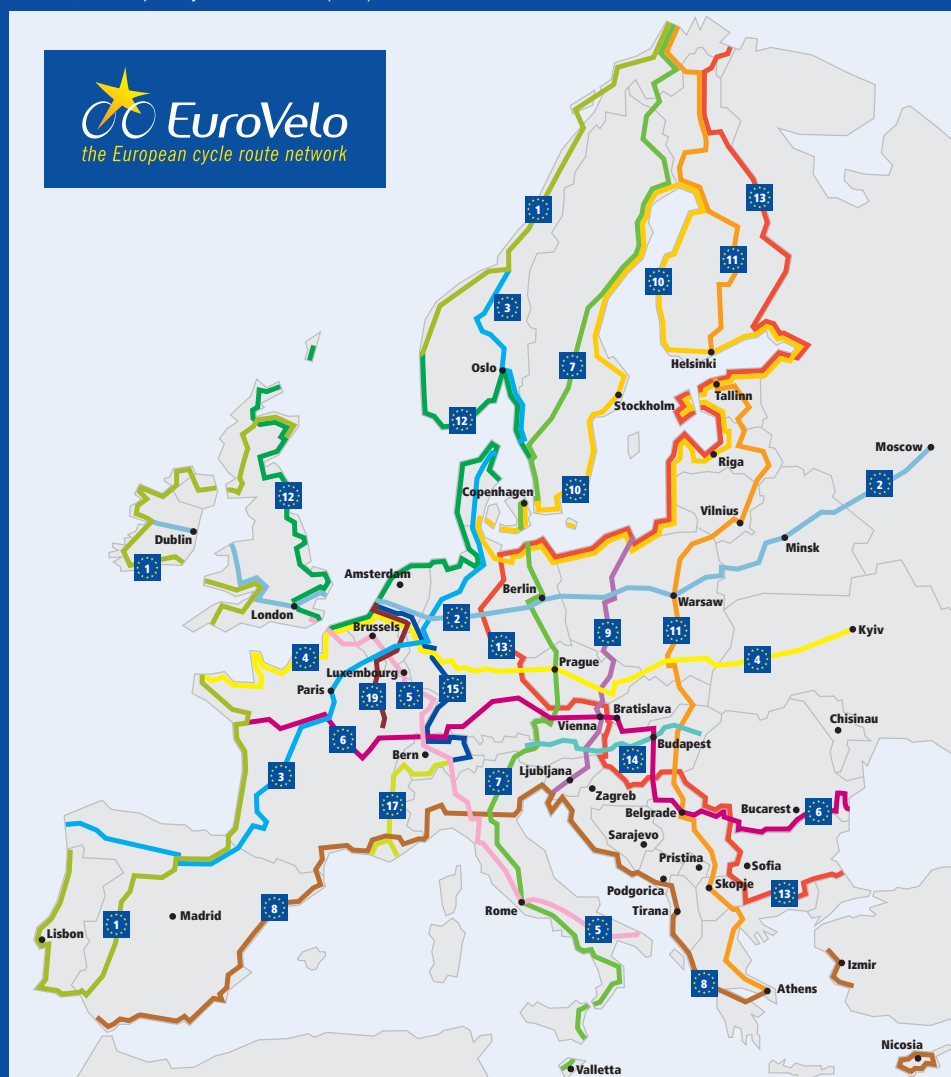 EuroVelo
the European cycle route network
1
13
11
10
3
7
Oslo
Helsinki
Tallinn
Stockholm
12
Riga
Moscow
2
10
Copenhagen
12
Vilnius
Dublin
Minsk
1
Amsterdam
Berlin
Warsaw
London
2
Brussels
9
11
Kyiv
4
13
4
Prague
Luxembourg
Paris
19
5
15
Bratislava
Vienna
Chisinau
6
Budapest
Bern
14
3
7
Ljubljana
Zagreb
17
Belgrade
Bucarest
6
Sarajevo
Pristina
Sofia
Skopje
Podgorica
13
Madrid
8
Rome
Tirana
1
5
Lisbon
Izmir
8
Athens
Nicosia
Valletta